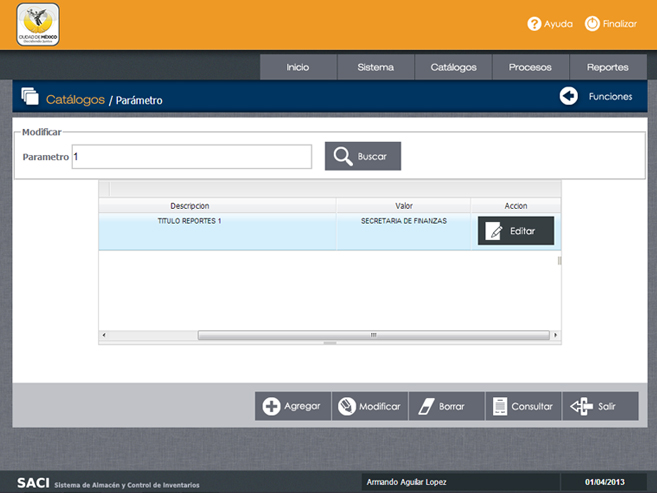 CIUDAD DE MÉXICO
Ayuda
Finalizar
Inicio
Sistema
Catálogos
Procesos
Reportes
Catálogos / Parámetro
Funciones
Modificar
Parametro 1
Buscar
Descripcion
Valor
Accion
TITULO REPORTES 1
SECRETARIA DE FINANZAS
Editar
Agregar
Modificar
Borrar
Consultar
Salir
SACI Sistema de Almacén y Control de Inventarios
Armando Aguilar Lopez
01/04/2013